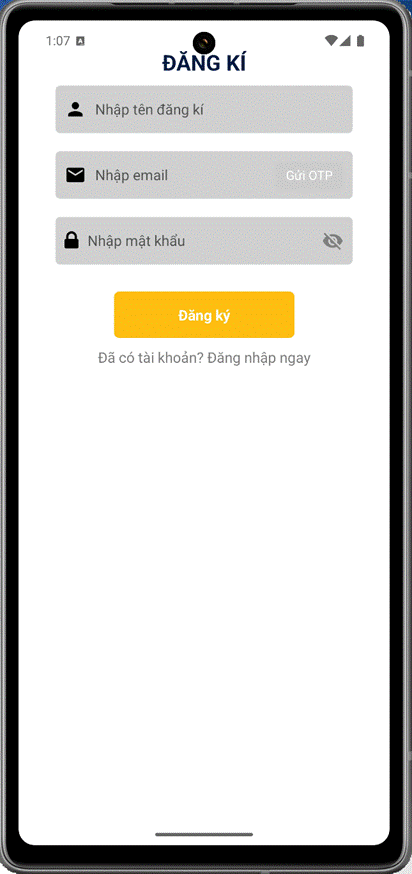 1:07
ĐĂNG KÍ
Nhập tên đăng kí
Nhập email Gửi OTP
Nhập mật khẩu
Đăng ký
Đã có tài khoản? Đăng nhập ngay